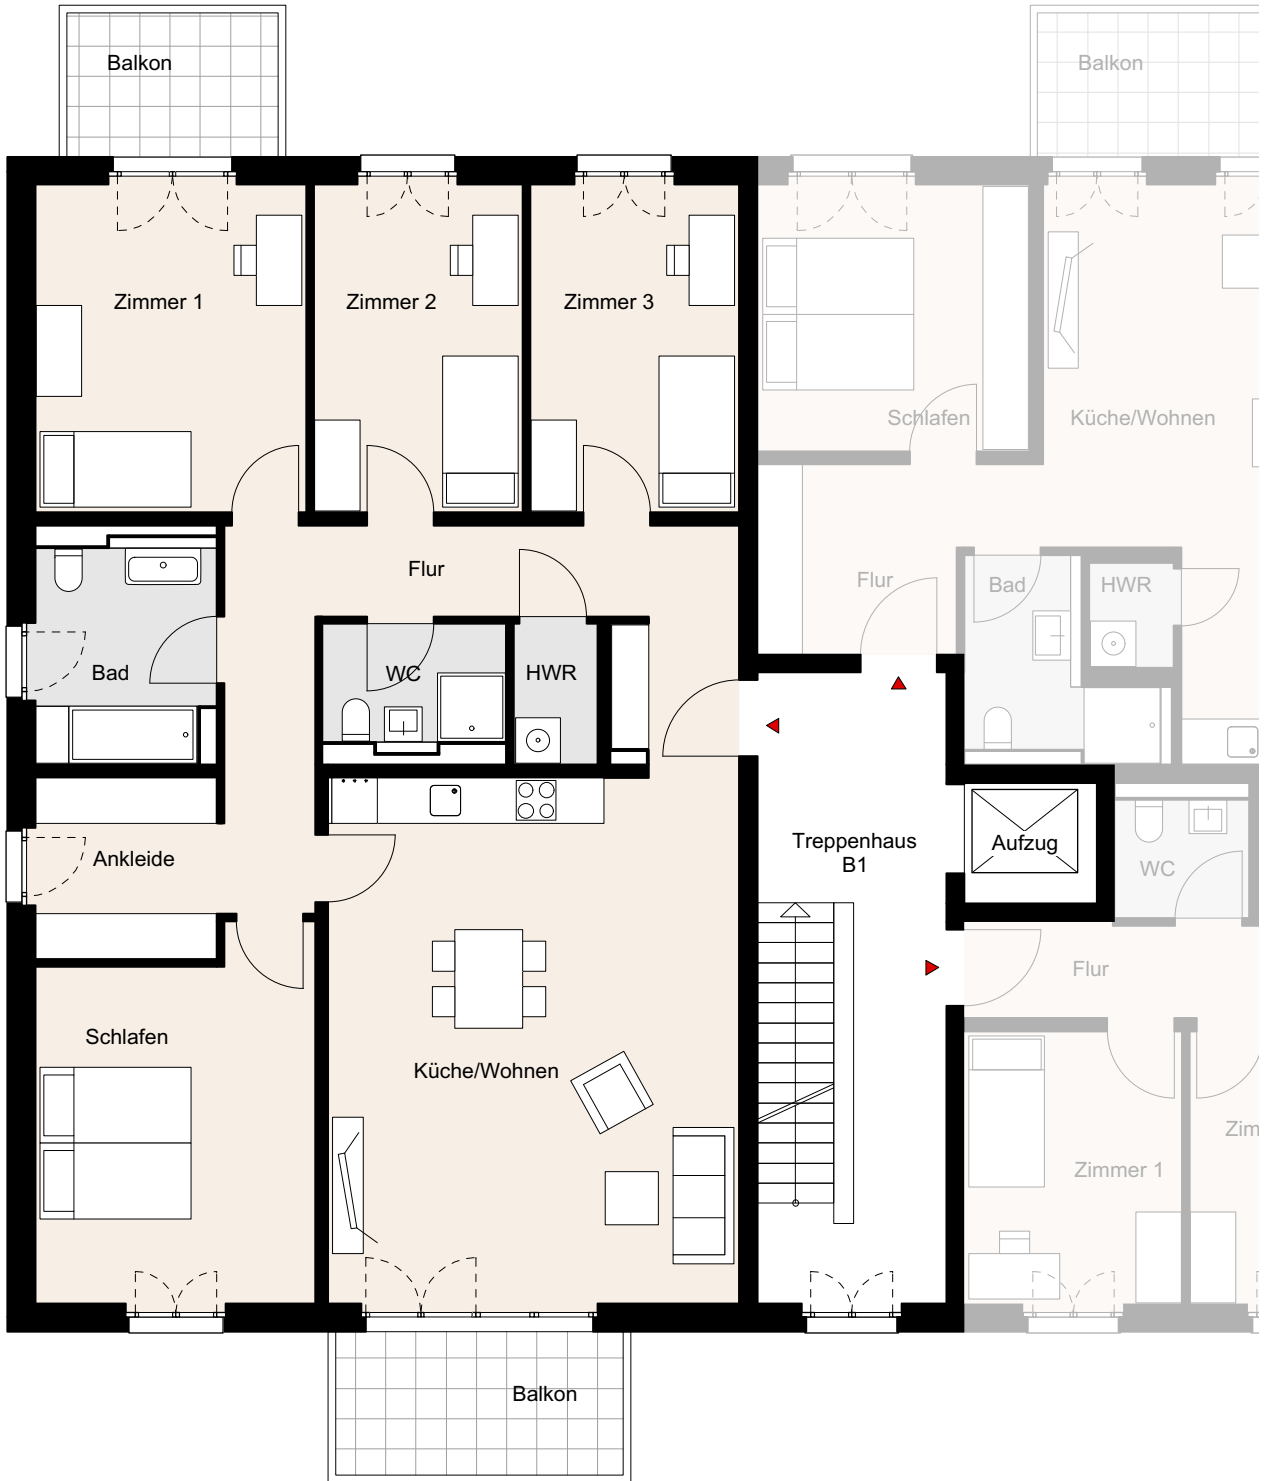 Balkon
Balkon
Zimmer 1
Zimmer 2
Zimmer 3
Schlafen
Küche/Wohnen
Flur
Flur
Bad
HWR
Bad
WC
HWR
Treppenhaus
B1
Aufzug
Ankleide
WC
Flur
Schlafen
Küche/Wohnen
Zim
Zimmer 1
Balkon